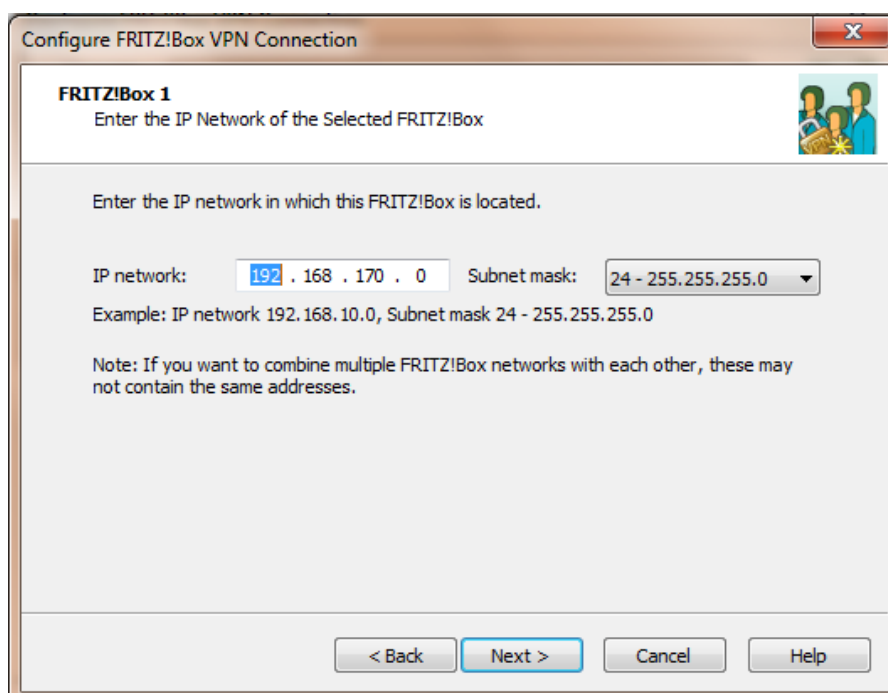 Configure FRITZ!Box VPN Connection
X
FRITZ!Box 1
Enter the IP Network of the Selected FRITZ!Box
VPN
Enter the IP network in which this FRITZ!Box is located.
IP network: 192 . 168 . 170 . 0 Subnet mask: 24 - 255.255.255.0
Example: IP network 192.168.10.0, Subnet mask 24 - 255.255.255.0
Note: If you want to combine multiple FRITZ!Box networks with each other, these may
not contain the same addresses.
< Back Next > Cancel Help